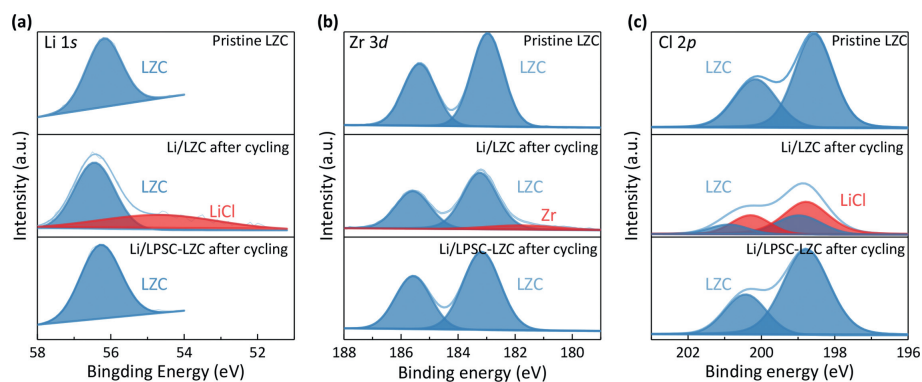 (a)
Li 1s
Pristine LZC
LZC
Li/LZC after cycling
LZC
LiCl
Li/LPSC-LZC after cycling
LZC
Intensity (a.u.)
58 56 54 52
Bingding Energy (eV)
(b)
Zr 3d
Pristine LZC
LZC
Li/LZC after cycling
LZC
Zr
Li/LPSC-LZC after cycling
LZC
Intensity (a.u.)
188 186 184 182 180
Binding energy (eV)
(c)
Cl 2p
Pristine LZC
LZC
Li/LZC after cycling
LZC
LiCl
Li/LPSC-LZC after cycling
LZC
Intensity (a.u.)
202 200 198 196
Binding energy (eV)